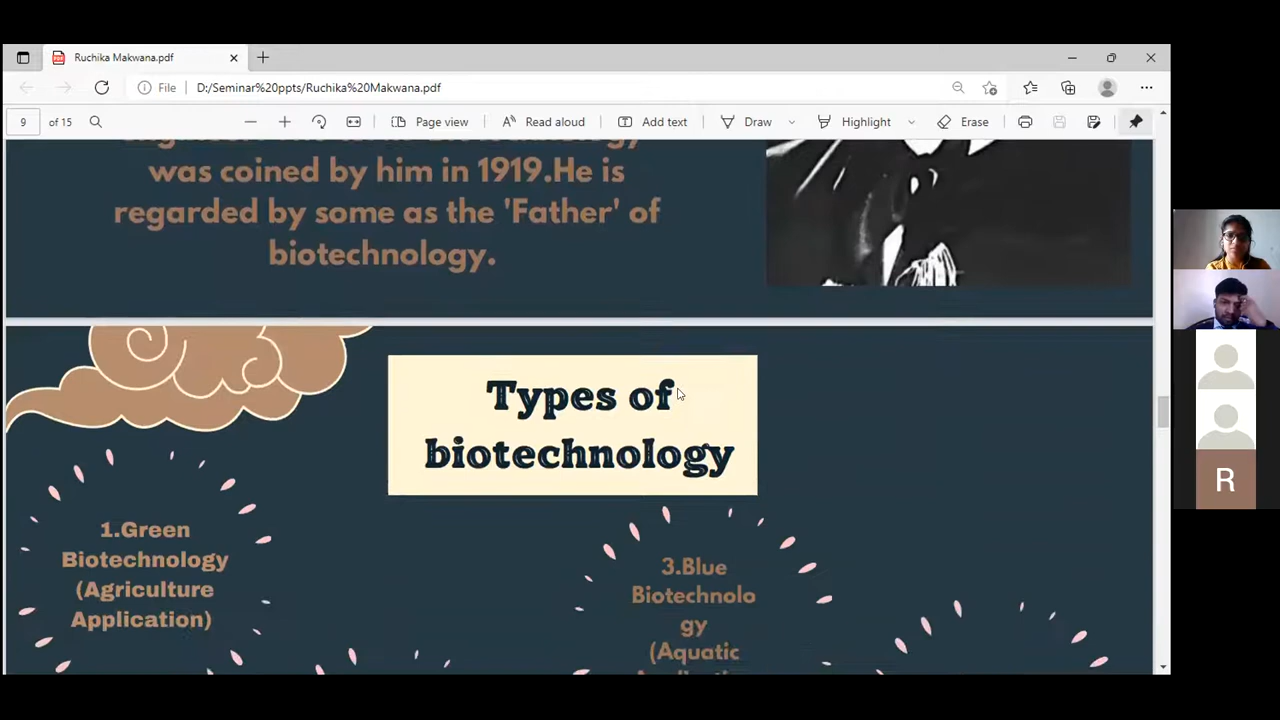 Ruchika Makwana.pdf
File
D:/Seminar%20ppts/Ruchika%20Makwana.pdf
9 of 15
Page view
Read aloud
Add text
Draw
Highlight
Erase
was coined by him in 1919.He is
regarded by some as the 'Father' of
biotechnology.
Types of
biotechnology
1.Green
Biotechnology
(Agriculture
Application)
3.Blue
Biotechnolo
gy
(Aquatic
R